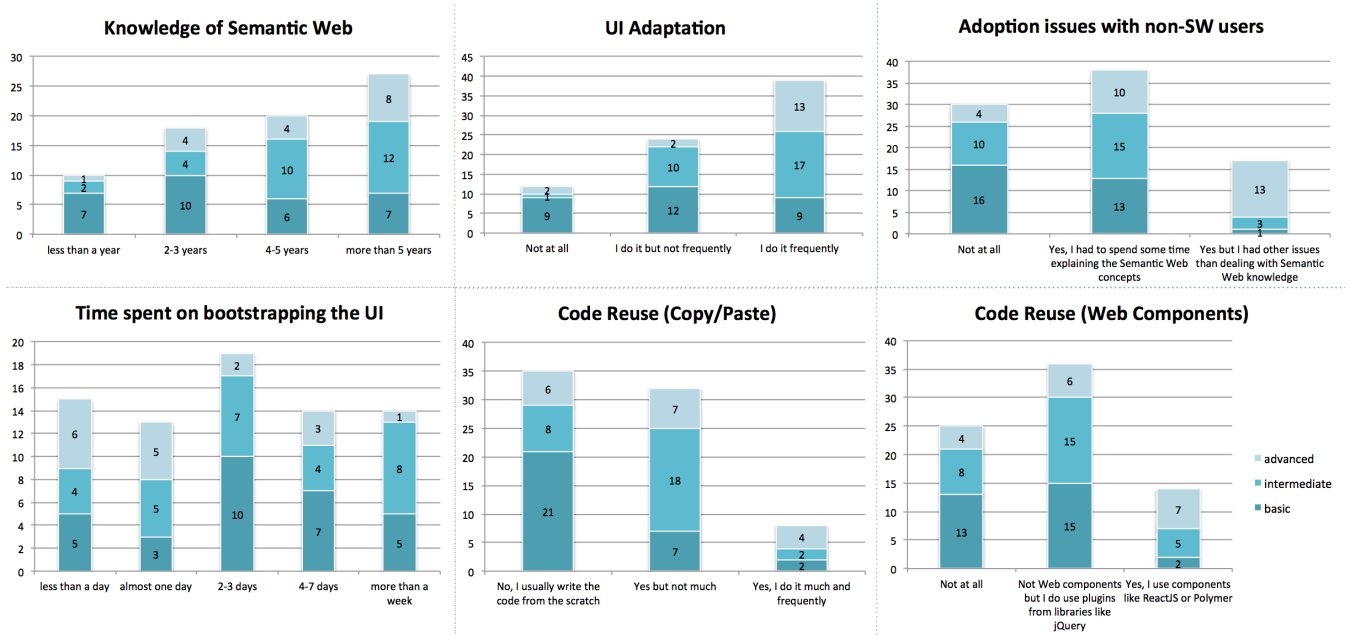 Knowledge of Semantic Web
30
25
20
15
10
5
0
1
2
7
4
4
10
4
10
6
8
12
7
less than a year
2-3 years
4-5 years
more than 5 years
UI Adaptation
45
40
35
30
25
20
15
10
5
0
2
1
9
2
10
12
13
17
9
Not at all
I do it but not frequently
I do it frequently
Adoption issues with non-SW users
40
35
30
25
20
15
10
5
0
4
10
16
10
15
13
13
3
1
Not at all
Yes, I had to spend some time
explaining the Semantic Web
concepts
Yes but I had other issues
than dealing with Semantic
Web knowledge
Time spent on bootstrapping the UI
20
18
16
14
12
10
8
6
4
2
0
6
4
5
5
5
3
2
7
10
3
4
7
1
8
5
less than a day
almost one day
2-3 days
4-7 days
more than a
week
Code Reuse (Copy/Paste)
40
35
30
25
20
15
10
5
0
6
8
21
7
18
7
4
2
2
No, I usually write the
code from the scratch
Yes but not much
Yes, I do it much and
frequently
Code Reuse (Web Components)
40
35
30
25
20
15
10
5
0
4
8
13
6
15
15
7
5
2
Not at all
Not Web components
but I do use plugins
from libraries like
jQuery
Yes, I use components
like ReactJS or Polymer
advanced
intermediate
basic